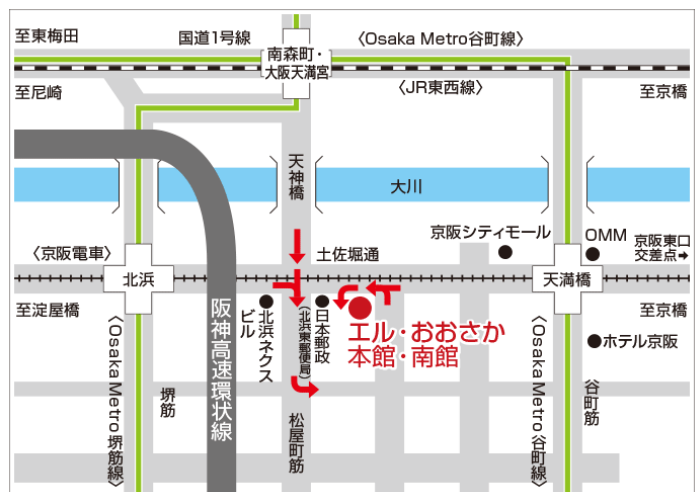 至東梅田
国道1号線
南森町・
大阪天満宮
〈Osaka Metro谷町線〉
〈JR東西線〉
至尼崎
至京橋
天神橋
大川
〈京阪電車〉
北浜
土佐堀通
京阪シティモール
OMM
京阪東口
交差点➡
天満橋
至淀屋橋
至京橋
阪神高速環状線
北浜ネクス
ビル
日本郵政
(北浜東郵便局)
エル・おおさか
本館・南館
ホテル京阪
〈Osaka Metro堺筋線〉
堺筋
松屋町筋
〈Osaka Metro谷町線〉
谷町筋